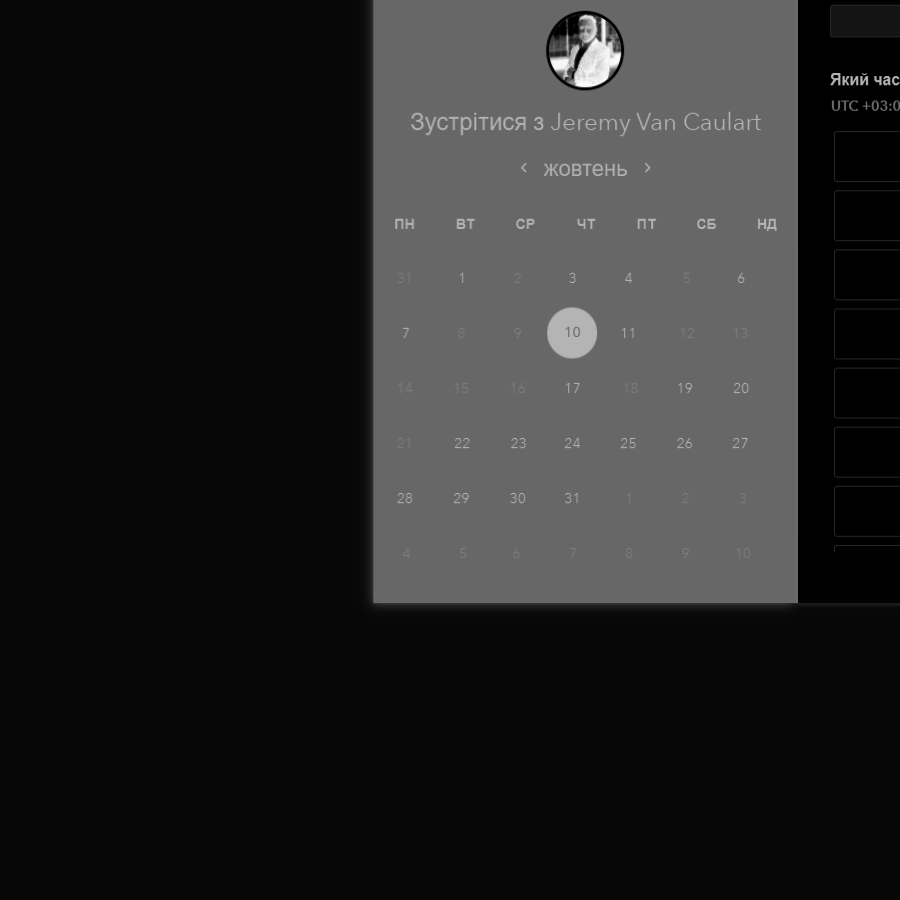 Зустрітися з Jeremy Van Caulart
жовтень
ПН ВТ СР ЧТ ПТ СБ НД
31 1 2 3 4 5 6
7 8 9 10 11 12 13
14 15 16 17 18 19 20
21 22 23 24 25 26 27
28 29 30 31 1 2 3
4 5 6 7 8 9 10
Який час
UTC +03:0